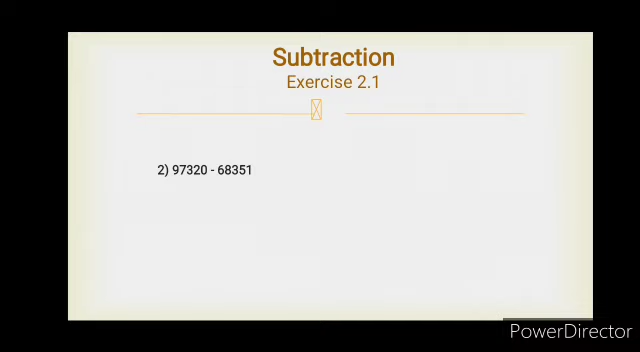 Subtraction
Exercise 2.1
2) 97320 - 68351
PowerDirector